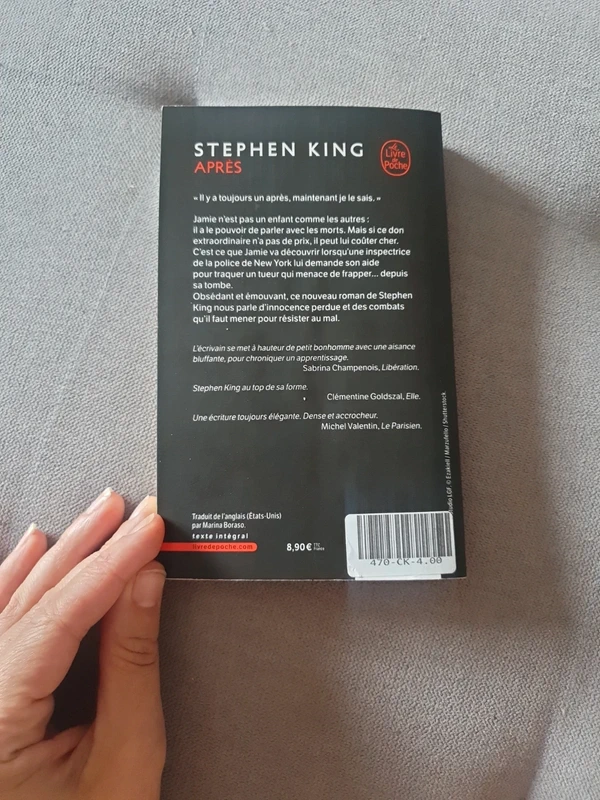 STEPHEN KING
APRÈS
Le
Livre
de
Poche
« Il y a toujours un après, maintenant je le sais. »
Jamie n'est pas un enfant comme les autres :
il a le pouvoir de parler avec les morts. Mais si ce don
extraordinaire n'a pas de prix, il peut lui coûter cher.
C'est ce que Jamie va découvrir lorsqu'une inspectrice
de la police de New York lui demande son aide
pour traquer un tueur qui menace de frapper... depuis
sa tombe.
Obsédant et émouvant, ce nouveau roman de Stephen
King nous parle d'innocence perdue et des combats
qu'il faut mener pour résister au mal.
L'écrivain se met à hauteur de petit bonhomme avec une aisance
bluffante, pour chroniquer un apprentissage.
Sabrina Champenois, Libération.
Stephen King au top de sa forme.
Clémentine Goldszal, Elle.
Une écriture toujours élégante. Dense et accrocheur.
Michel Valentin, Le Parisien.
Traduit de l'anglais (États-Unis)
par Marina Boraso.
texte intégral
livredepoche.com
8,90 € TTC
France
470-CK-4.00
Studio LGF. © Ezakiell / Marzufello / Shutterstock.